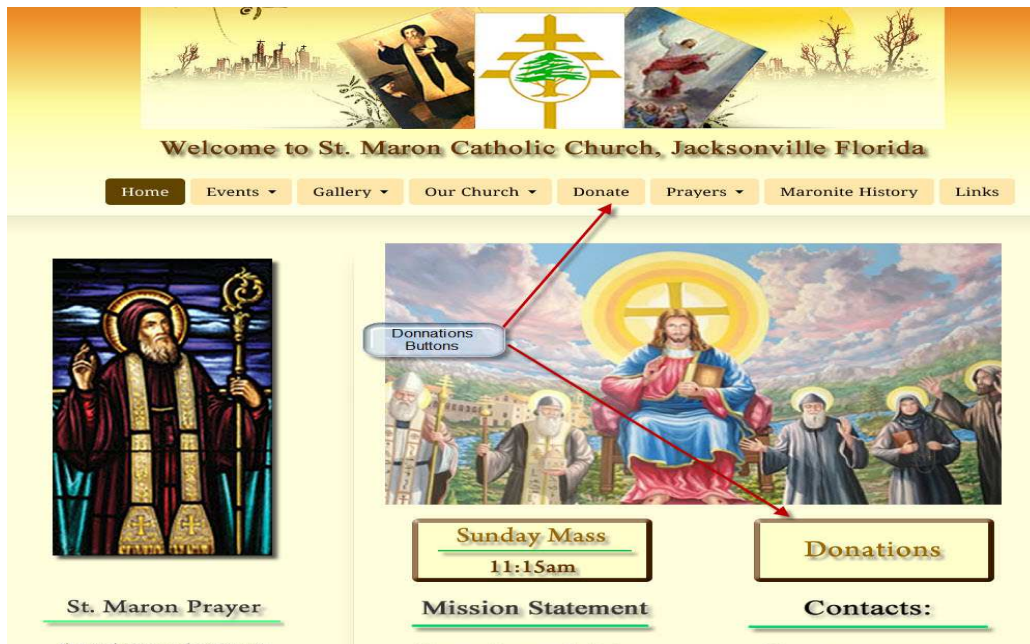 Welcome to St. Maron Catholic Church, Jacksonville Florida
Home Events Gallery Our Church Donate Prayers Maronite History Links
Donnations
Buttons
Sunday Mass
11:15am
Donations
St. Maron Prayer
Mission Statement
Contacts: